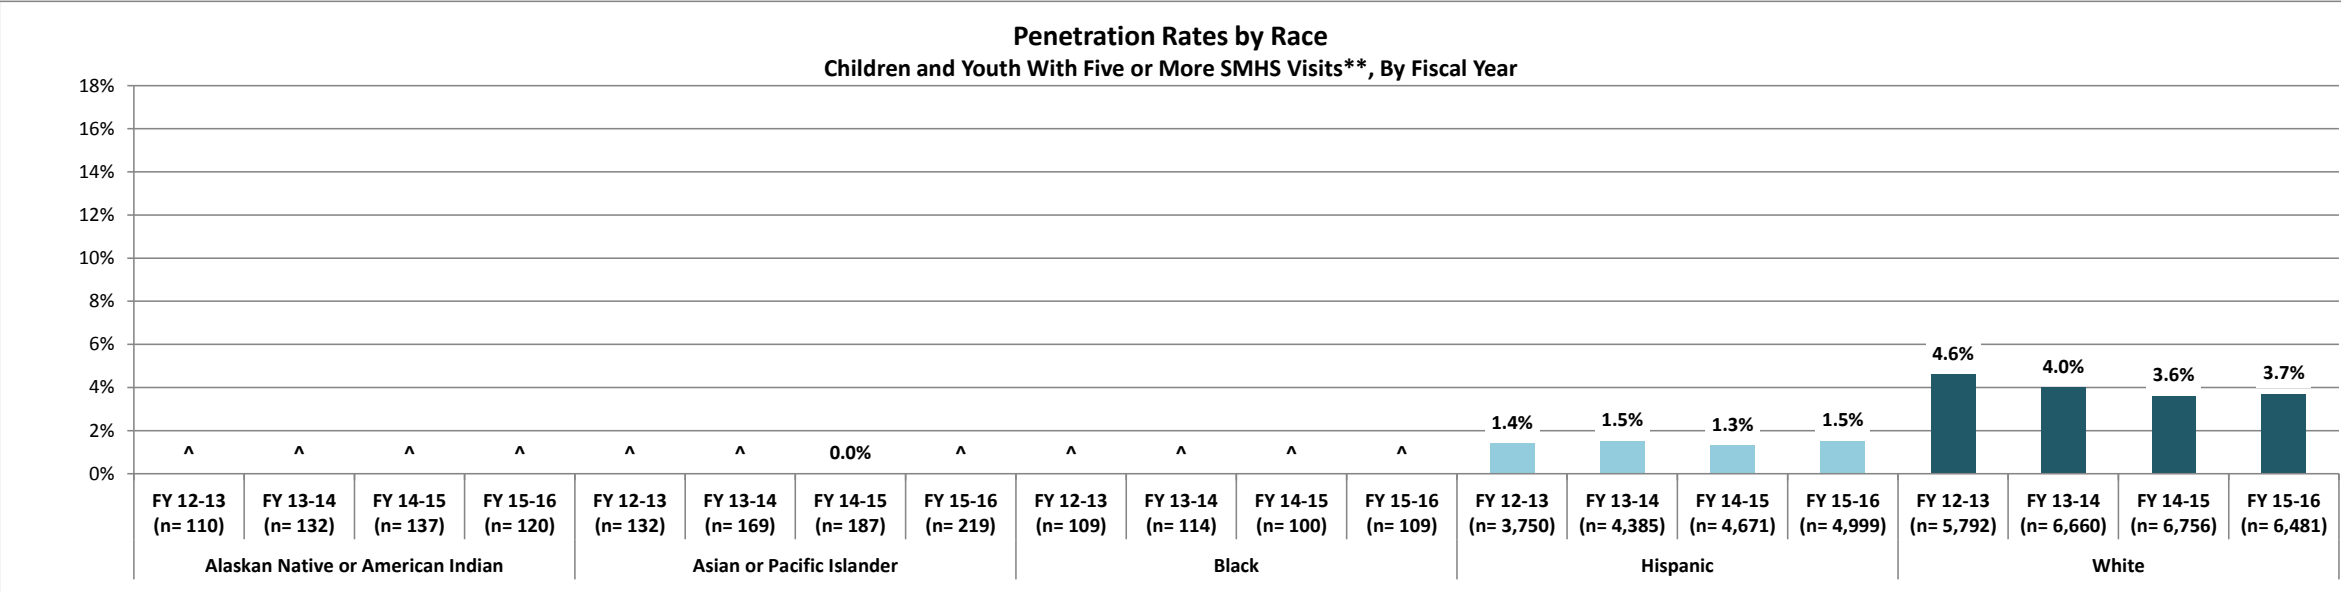 Penetration Rates by Race
Children and Youth With Five or More SMHS Visits**, By Fiscal Year
18%
16%
14%
12%
10%
8%
6%
4%
2%
0%
^ ^ ^ ^ ^ ^ 0.0% ^ ^ ^ ^ ^ 1.4% 1.5% 1.3% 1.5% 4.6% 4.0% 3.6% 3.7%
FY 12-13 FY 13-14 FY 14-15 FY 15-16 FY 12-13 FY 13-14 FY 14-15 FY 15-16 FY 12-13 FY 13-14 FY 14-15 FY 15-16 FY 12-13 FY 13-14 FY 14-15 FY 15-16 FY 12-13 FY 13-14 FY 14-15 FY 15-16
(n= 110) (n= 132) (n= 137) (n= 120) (n= 132) (n= 169) (n= 187) (n= 219) (n= 109) (n= 114) (n= 100) (n= 109) (n= 3,750) (n= 4,385) (n= 4,671) (n= 4,999) (n= 5,792) (n= 6,660) (n= 6,756) (n= 6,481)
Alaskan Native or American Indian Asian or Pacific Islander Black Hispanic White